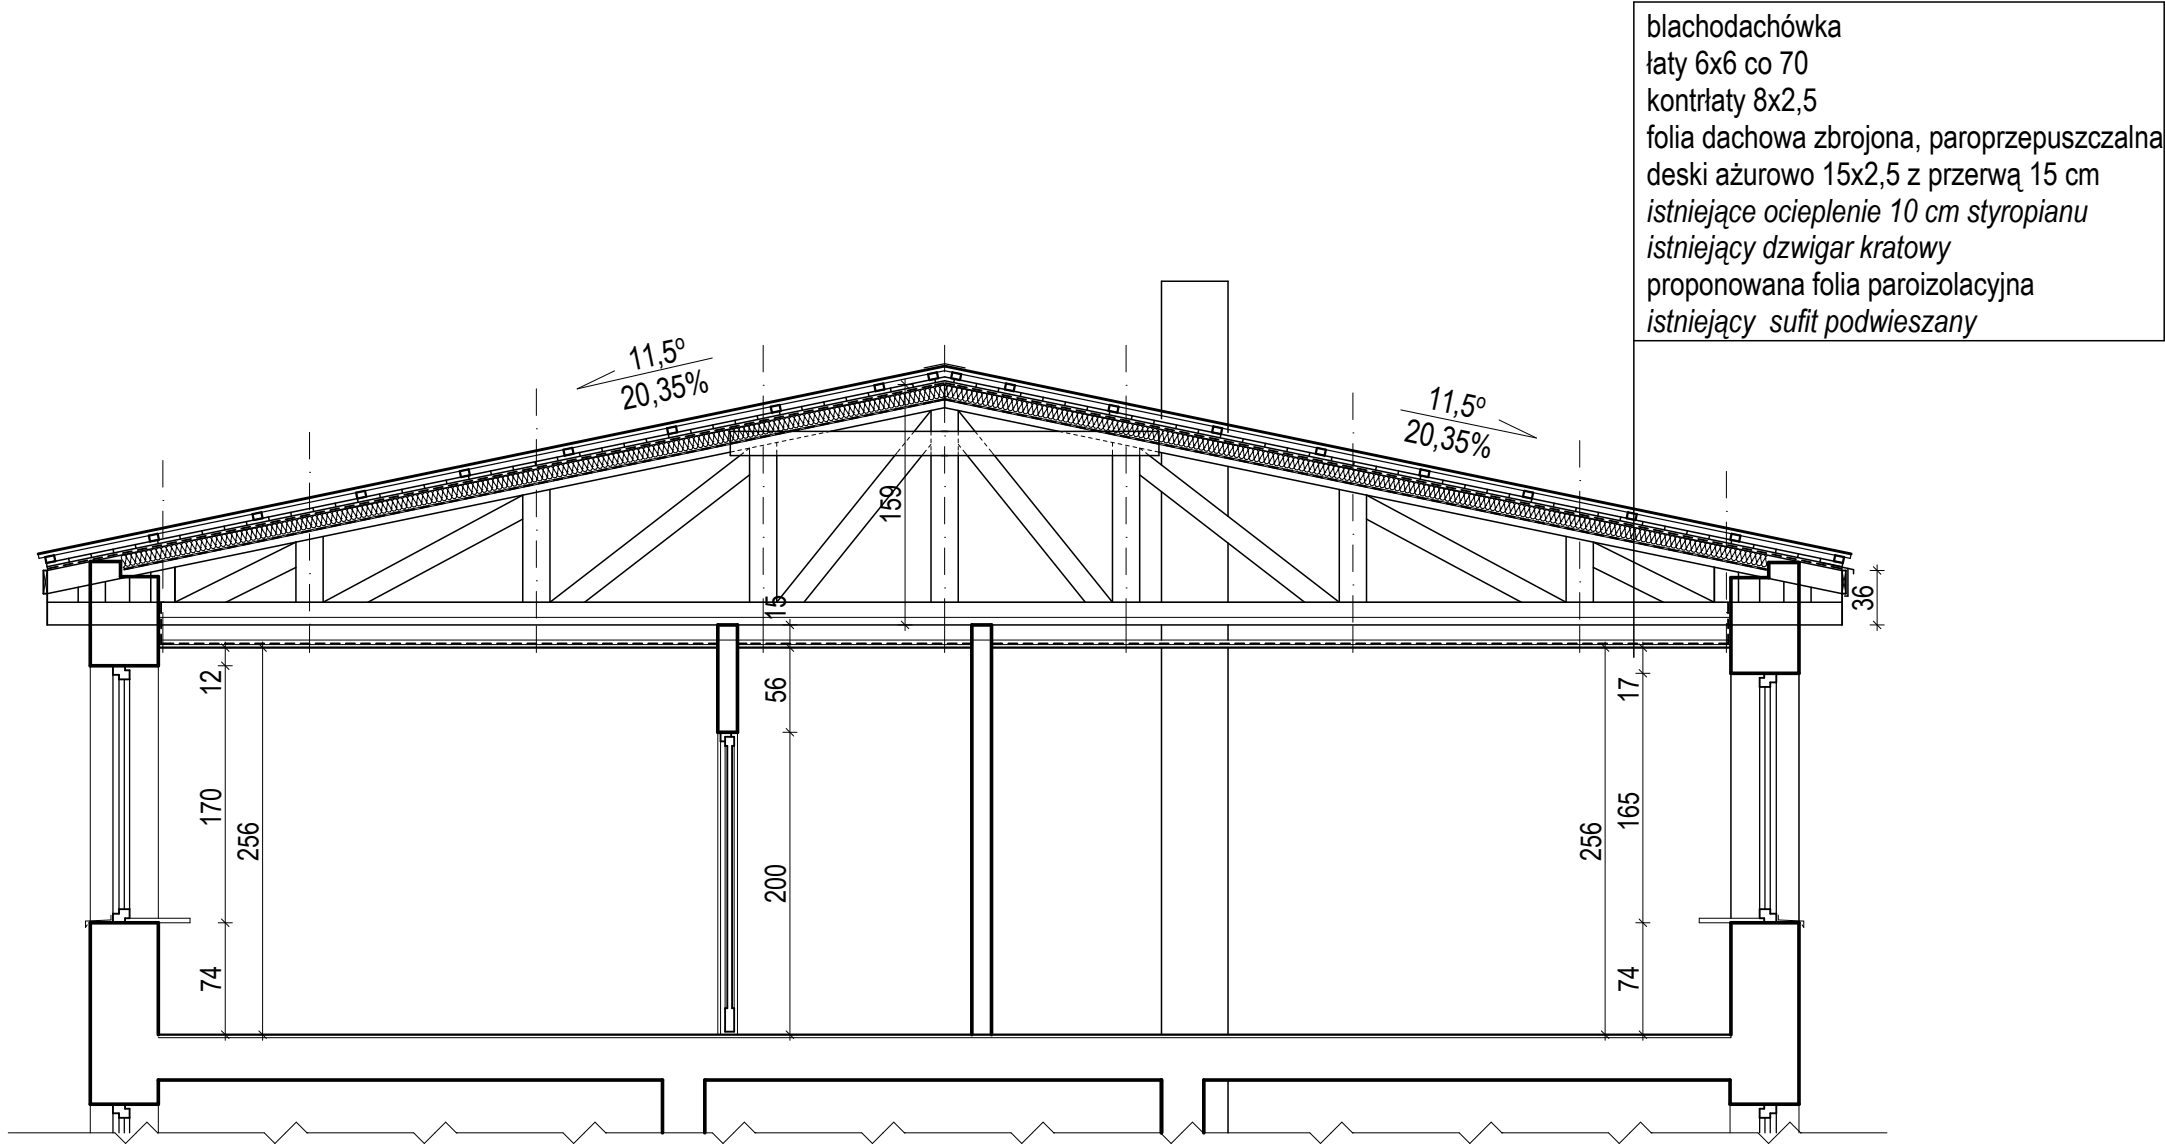 blachodachówka
łaty 6x6 co 70
kontrłaty 8x2,5
folia dachowa zbrojona, paroprzepuszczalna
deski ażurowo 15x2,5 z przerwą 15 cm
istniejące ocieplenie 10 cm styropianu
istniejący dzwigar kratowy
proponowana folia paroizolacyjna
istniejący sufit podwieszany
11,5º
20,35%
11,5º
20,35%
159
15
36
12
56
17
170
256
200
256
165
74
74